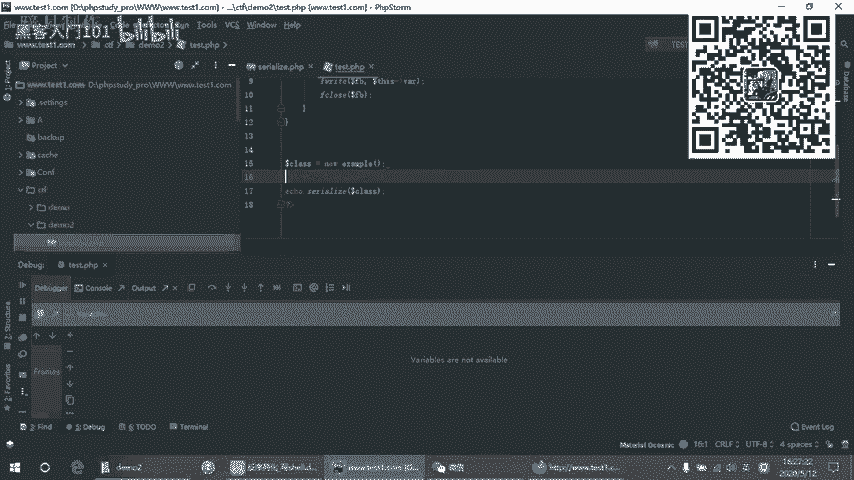 www.test1.com [D:\phpstudy_pro\WWW\www.test1.com] - ...\ctf\demo2\test.php [www.test1.com] - PhpStorm
黑客大门101 bilibili
Tools VCS Window Help
www.test1.com ctf demo2 test.php
Project
serialize.php test.php
www.test1.com D:\phpstudy_pro\WWW\www.test1.com
.settings
A
backup
cache
Conf
ctf
demo
demo2
9 fwrite($fb, $this->var);
10 fclose($fb);
11 }
12 }
13
14
15 $class = new example();
16
17 echo serialize($class);
18 ?>
1: Project
Database
Debug: test.php
Debugger Console Output
Frames
Variables are not available
Z: Structure
2: Favorites
3: Find 5: Debug 6: TODO Terminal Event Log
Material Oceanic 16:1 CRLF UTF-8 4 spaces
demo2 www.test1.com [D... 微信 http://www.test1.c...
16:27:22
2020/5/12